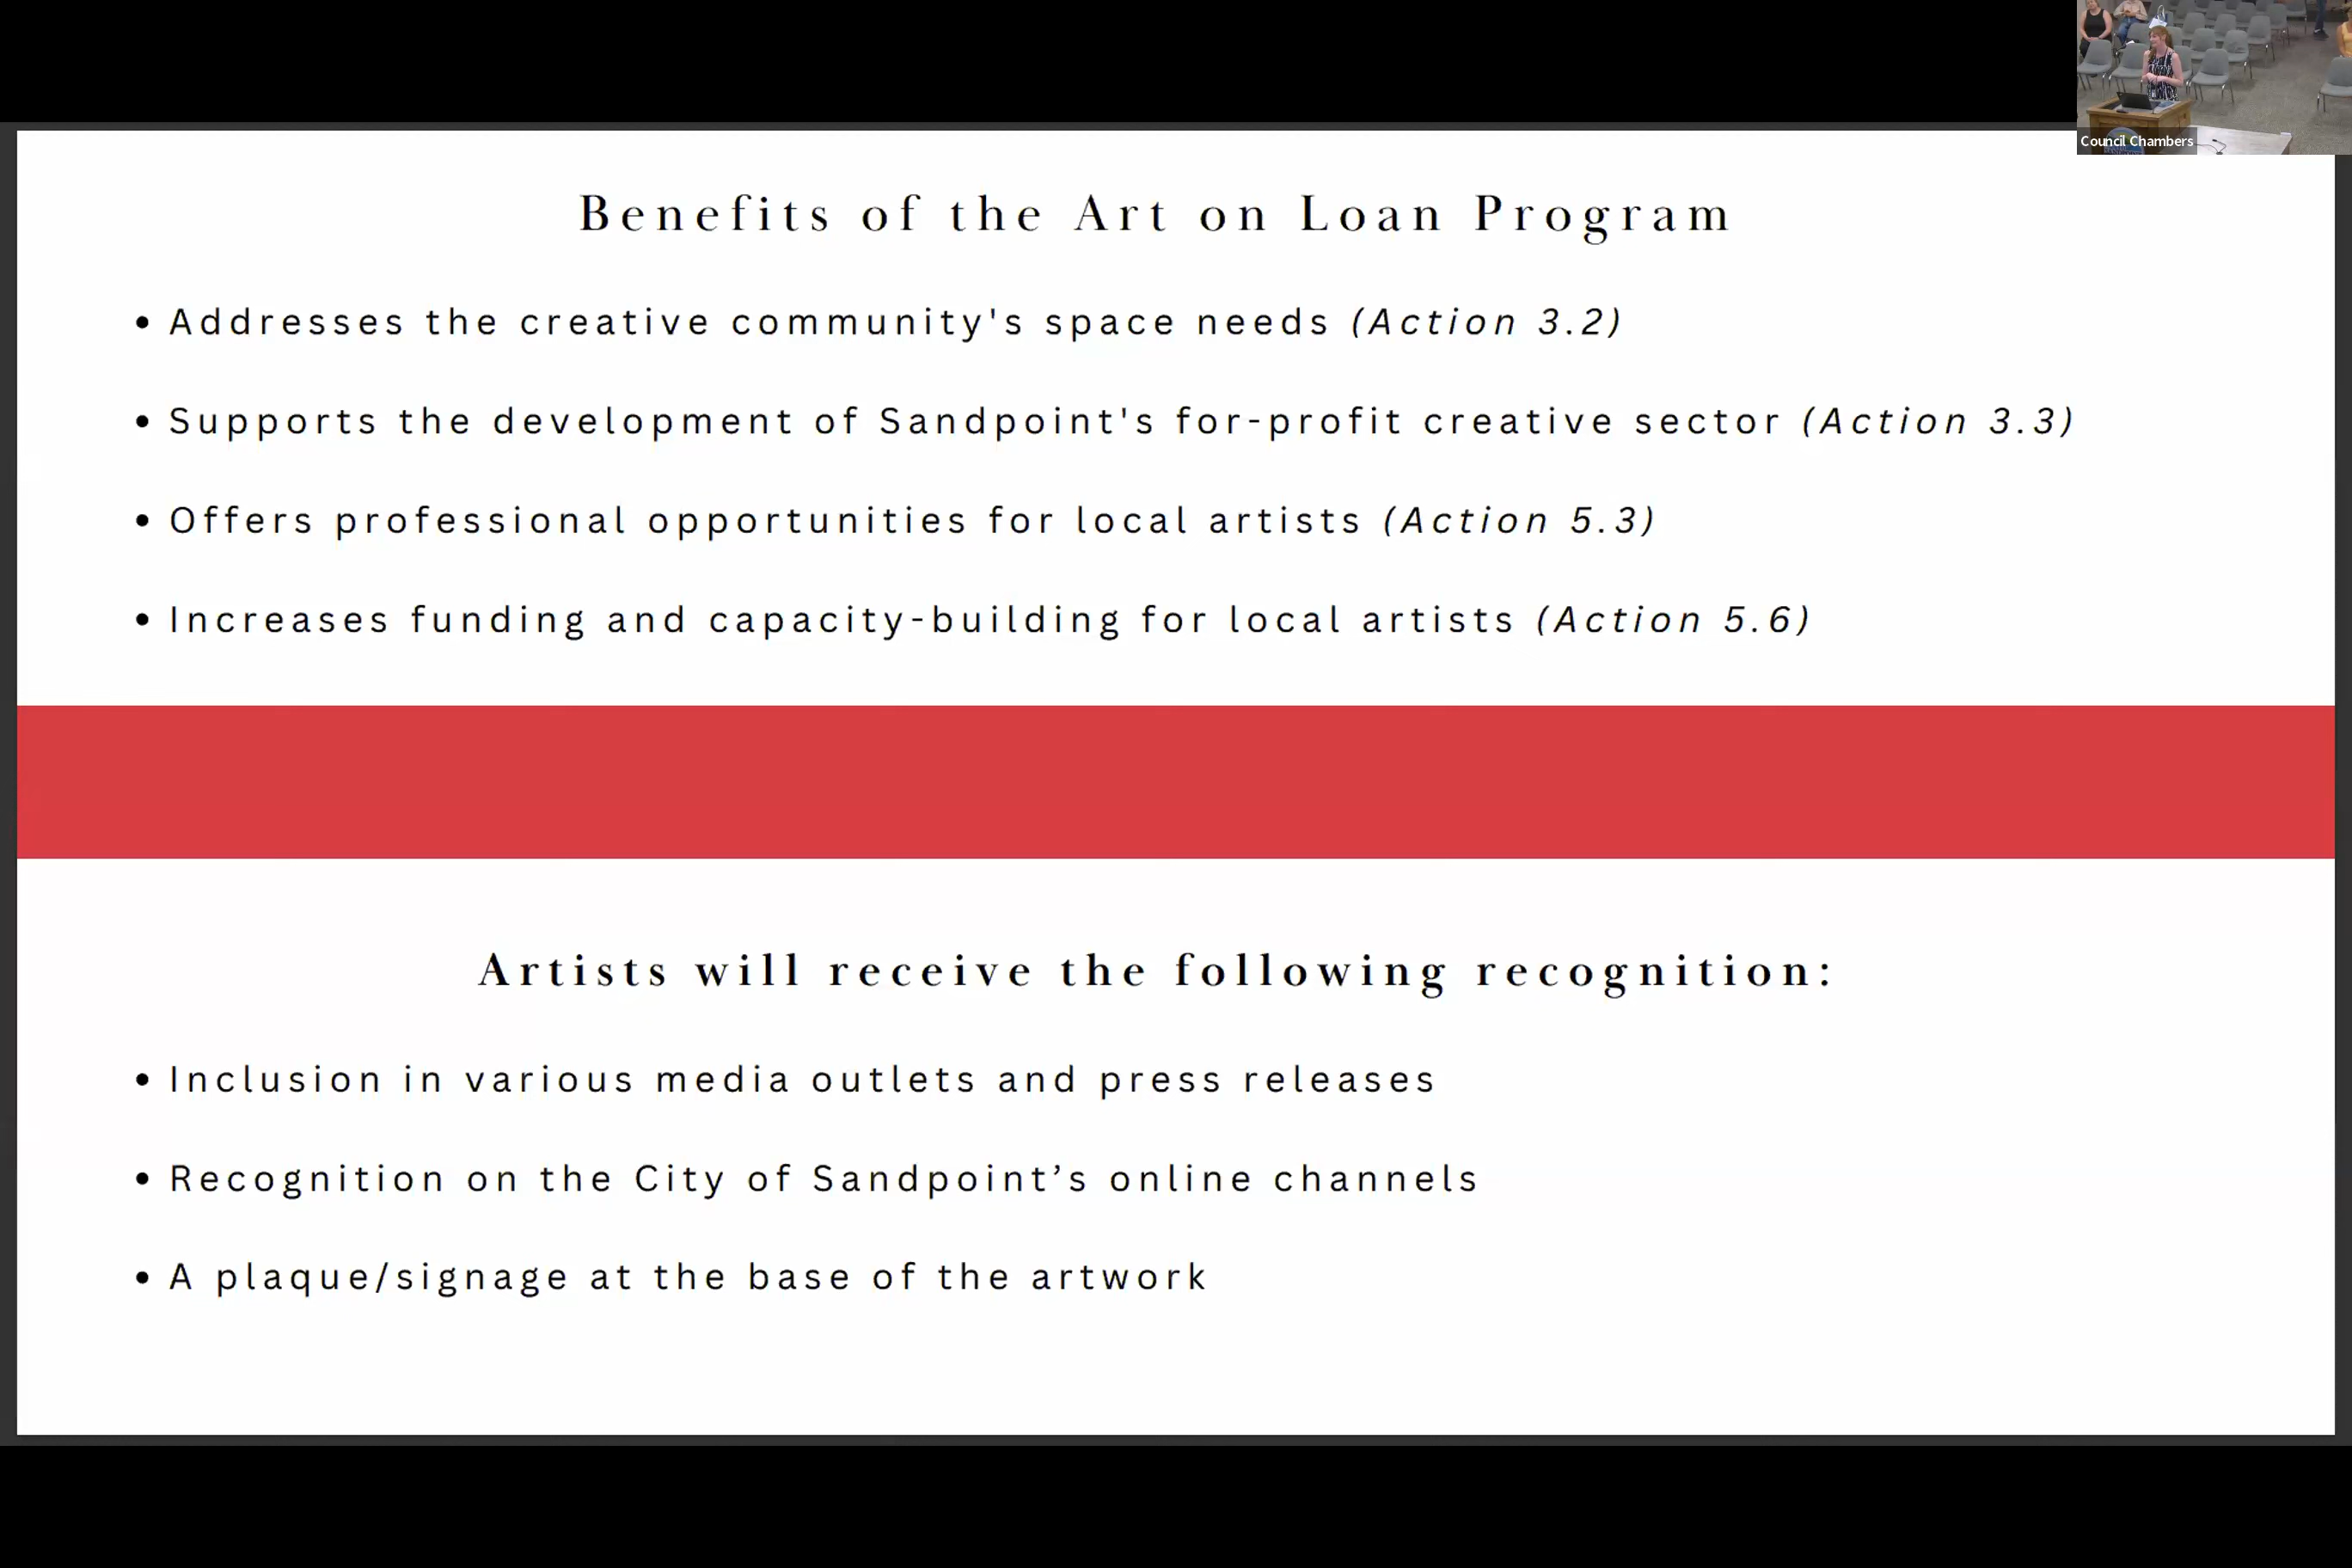 Council Chambers
Benefits of the Art on Loan Program
• Addresses the creative community's space needs (Action 3.2)
• Supports the development of Sandpoint's for-profit creative sector (Action 3.3)
• Offers professional opportunities for local artists (Action 5.3)
• Increases funding and capacity-building for local artists (Action 5.6)
Artists will receive the following recognition:
• Inclusion in various media outlets and press releases
• Recognition on the City of Sandpoint’s online channels
• A plaque/signage at the base of the artwork